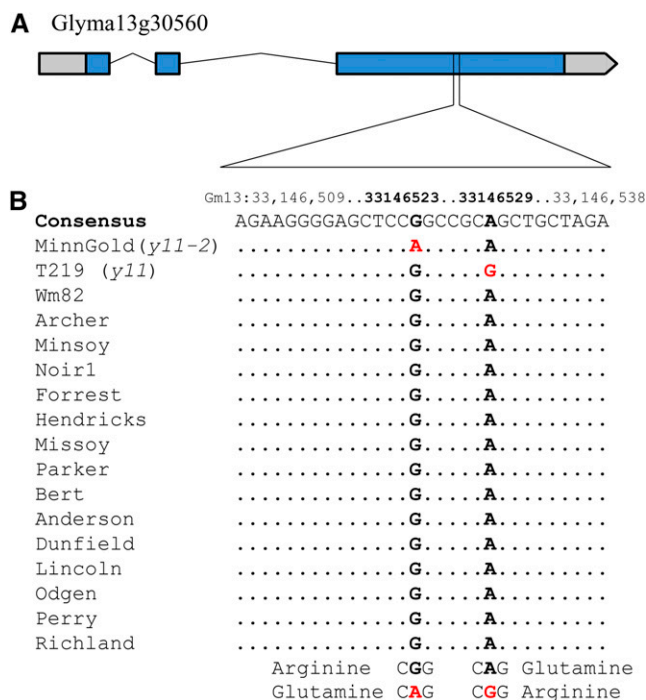 A Glyma13g30560
Gm13:33,146,509..33146523..33146529..33,146,538
B
Consensus AGAAGGGGAGCTCCGGCCGCAGCTGCTAGA
MinnGold(y11-2) ..............A.....A.........
T219 (y11) ..............G.....G.........
Wm82 ..............G.....A.........
Archer ..............G.....A.........
Minsoy ..............G.....A.........
Noir1 ..............G.....A.........
Forrest ..............G.....A.........
Hendricks ..............G.....A.........
Missoy ..............G.....A.........
Parker ..............G.....A.........
Bert ..............G.....A.........
Anderson ..............G.....A.........
Dunfield ..............G.....A.........
Lincoln ..............G.....A.........
Odgen ..............G.....A.........
Perry ..............G.....A.........
Richland ..............G.....A.........
Arginine CGG CAG Glutamine
Glutamine CAG CGG Arginine